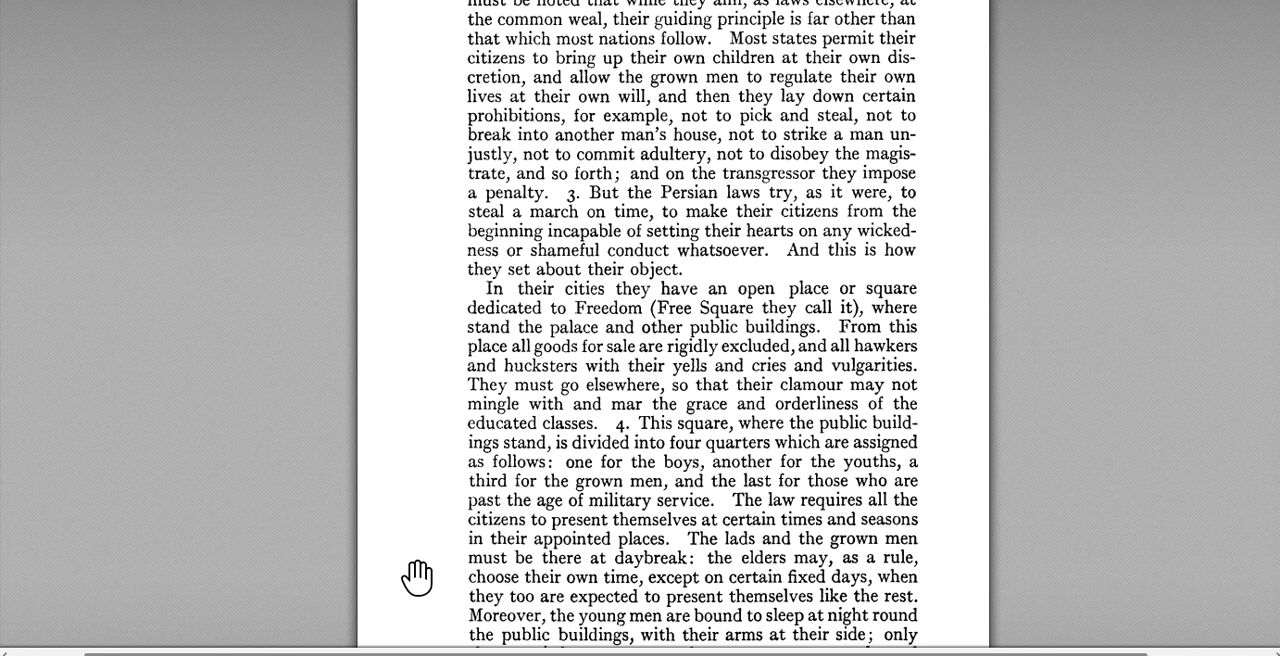 must be noted that while they aim, as laws elsewhere, at
the common weal, their guiding principle is far other than
that which most nations follow. Most states permit their
citizens to bring up their own children at their own dis-
cretion, and allow the grown men to regulate their own
lives at their own will, and then they lay down certain
prohibitions, for example, not to pick and steal, not to
break into another man's house, not to strike a man un-
justly, not to commit adultery, not to disobey the magis-
trate, and so forth; and on the transgressor they impose
a penalty. 3. But the Persian laws try, as it were, to
steal a march on time, to make their citizens from the
beginning incapable of setting their hearts on any wicked-
ness or shameful conduct whatsoever. And this is how
they set about their object.
In their cities they have an open place or square
dedicated to Freedom (Free Square they call it), where
stand the palace and other public buildings. From this
place all goods for sale are rigidly excluded, and all hawkers
and hucksters with their yells and cries and vulgarities.
They must go elsewhere, so that their clamour may not
mingle with and mar the grace and orderliness of the
educated classes. 4. This square, where the public build-
ings stand, is divided into four quarters which are assigned
as follows: one for the boys, another for the youths, a
third for the grown men, and the last for those who are
past the age of military service. The law requires all the
citizens to present themselves at certain times and seasons
in their appointed places. The lads and the grown men
must be there at daybreak: the elders may, as a rule,
choose their own time, except on certain fixed days, when
they too are expected to present themselves like the rest.
Moreover, the young men are bound to sleep at night round
the public buildings, with their arms at their side; only